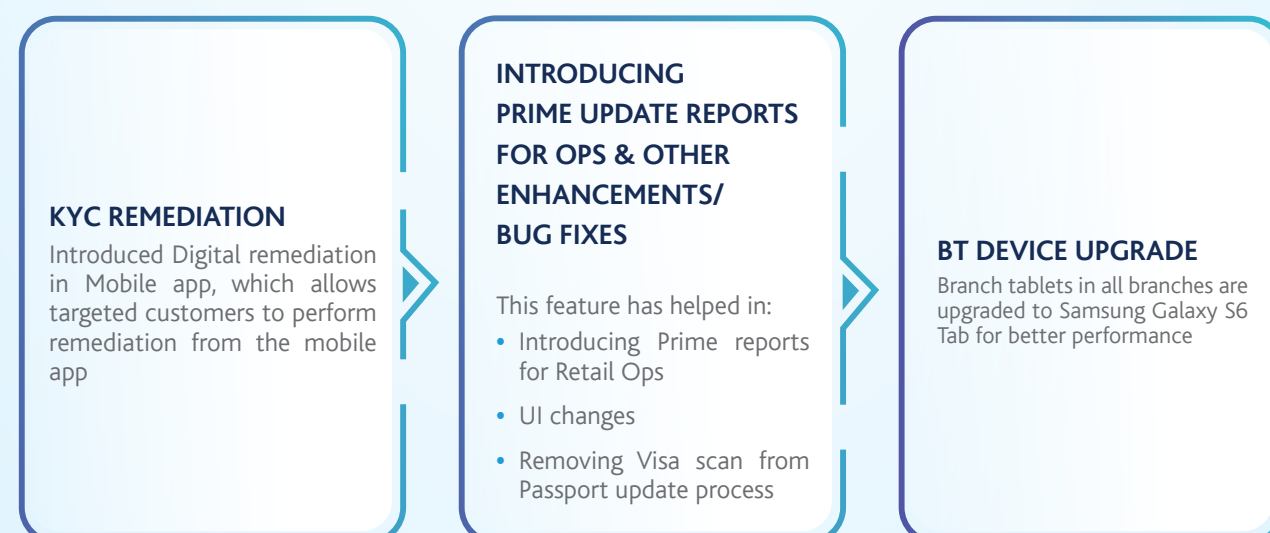 KYC REMEDIATION
Introduced Digital remediation
in Mobile app, which allows
targeted customers to perform
remediation from the mobile
app
INTRODUCING
PRIME UPDATE REPORTS
FOR OPS & OTHER
ENHANCEMENTS/
BUG FIXES
This feature has helped in:
• Introducing Prime reports
for Retail Ops
• UI changes
• Removing Visa scan from
Passport update process
BT DEVICE UPGRADE
Branch tablets in all branches are
upgraded to Samsung Galaxy S6
Tab for better performance